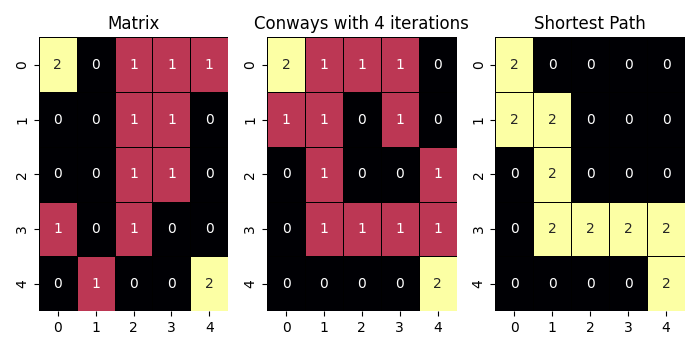 Matrix Conways with 4 iterations Shortest Path
0 2 0 1 1 1 0 2 1 1 1 0 0 2 0 0 0 0
1 0 0 1 1 0 1 1 1 0 1 0 1 2 2 0 0 0
2 0 0 1 1 0 2 0 1 0 0 1 2 0 2 0 0 0
3 1 0 1 0 0 3 0 1 1 1 1 3 0 2 2 2 2
4 0 1 0 0 2 4 0 0 0 0 2 4 0 0 0 0 2
0 1 2 3 4 0 1 2 3 4 0 1 2 3 4